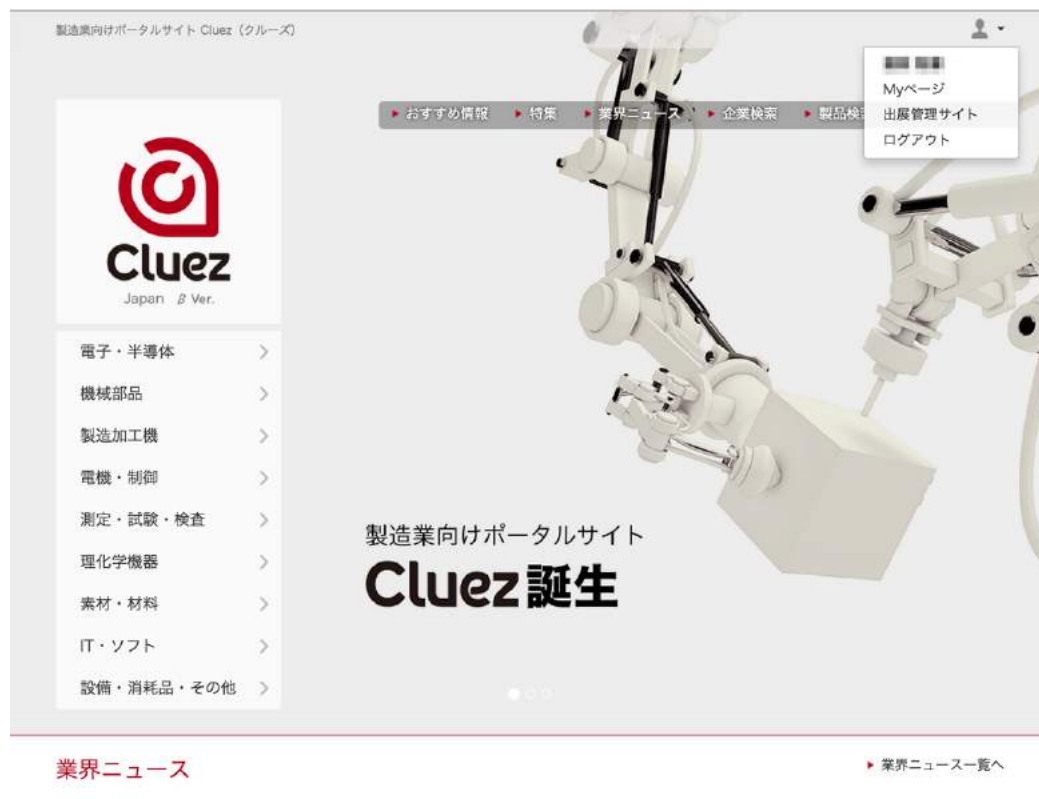 製造業向けポータルサイト Cluez（クルーズ）
Myページ
出展管理サイト
ログアウト
おすすめ情報
特集
業界ニュース
企業検索
製品検
Cluez
Japan β Ver.
電子・半導体
機械部品
製造加工機
電機・制御
測定・試験・検査
理化学機器
素材・材料
IT・ソフト
設備・消耗品・その他
製造業向けポータルサイト
Cluez誕生
業界ニュース
業界ニュース一覧へ